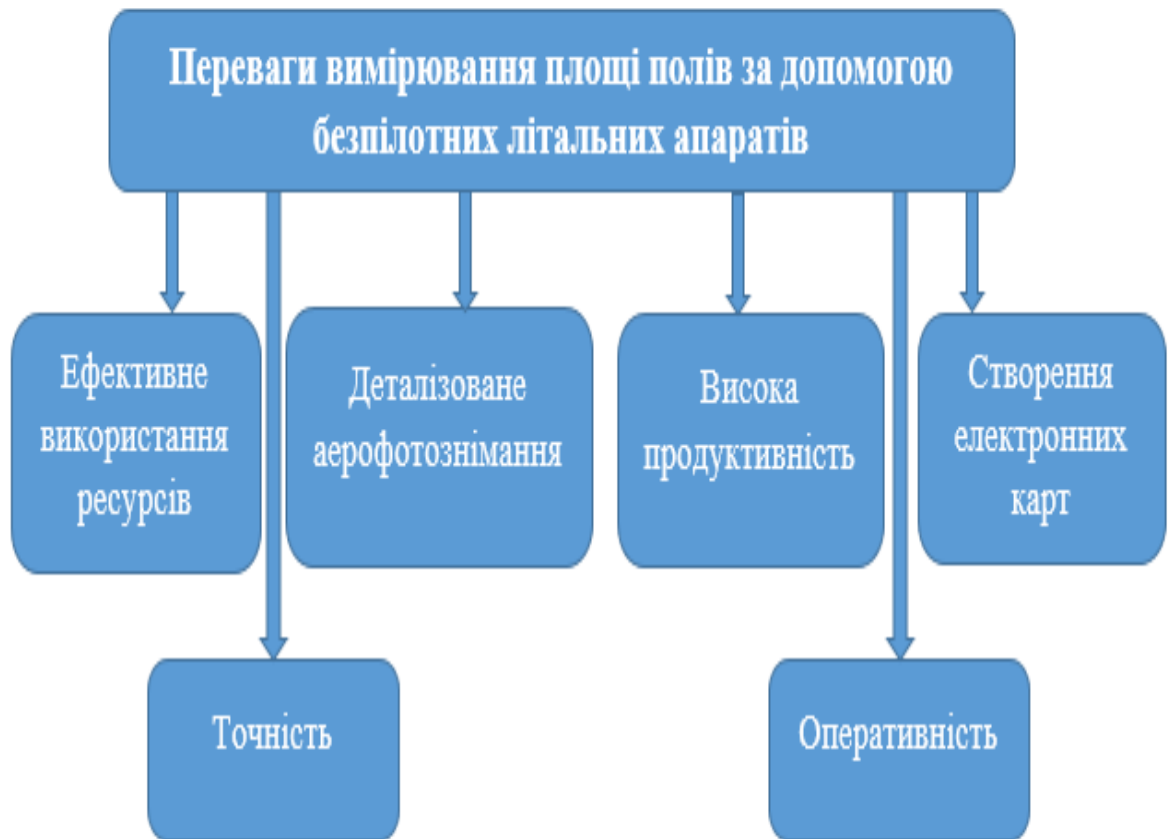 Переваги вимірювання площі полів за допомогою
безпілотних літальних апаратів
Ефективне
використання
ресурсів
Деталізоване
аерофотознімання
Висока
продуктивність
Створення
електронних
карт
Точність
Оперативність